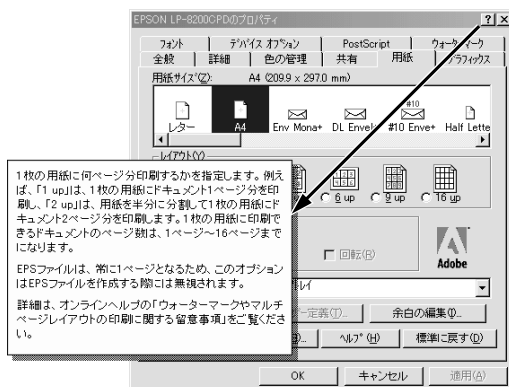 EPSON LP-8200CPDのプロパティ
フォント デバイス オプション PostScript ウォーターマーク
全般 詳細 色の管理 共有 用紙 グラフィックス
用紙サイズ(Z): A4 (209.9 x 297.0 mm)
#10
レター A4 Env Mona+ DL Envel #10 Enve+ Half Lette
レイアウト(Y)
1枚の用紙に何ページ分印刷するかを指定します。例え
ば、「1 up」は、1枚の用紙にドキュメント1ページ分を印
刷し、「2 up」は、用紙を半分に分割して1枚の用紙にド
キュメント2ページ分を印刷します。1枚の用紙に印刷で
きるドキュメントのページ数は、1ページ～16ページまで
になります。
EPSファイルは、常に1ページとなるため、このオプション
はEPSファイルを作成する際には無視されます。
詳細は、オンラインヘルプの「ウォーターマークやマルチ
ページレイアウトの印刷に関する留意事項」をご覧くださ
い。
6 up 9 up 16 up
回転(R)
Adobe
レイ
定義(T)... 余白の編集(I)...
ヘルプ(H) 標準に戻す(D)
OK キャンセル 適用(A)